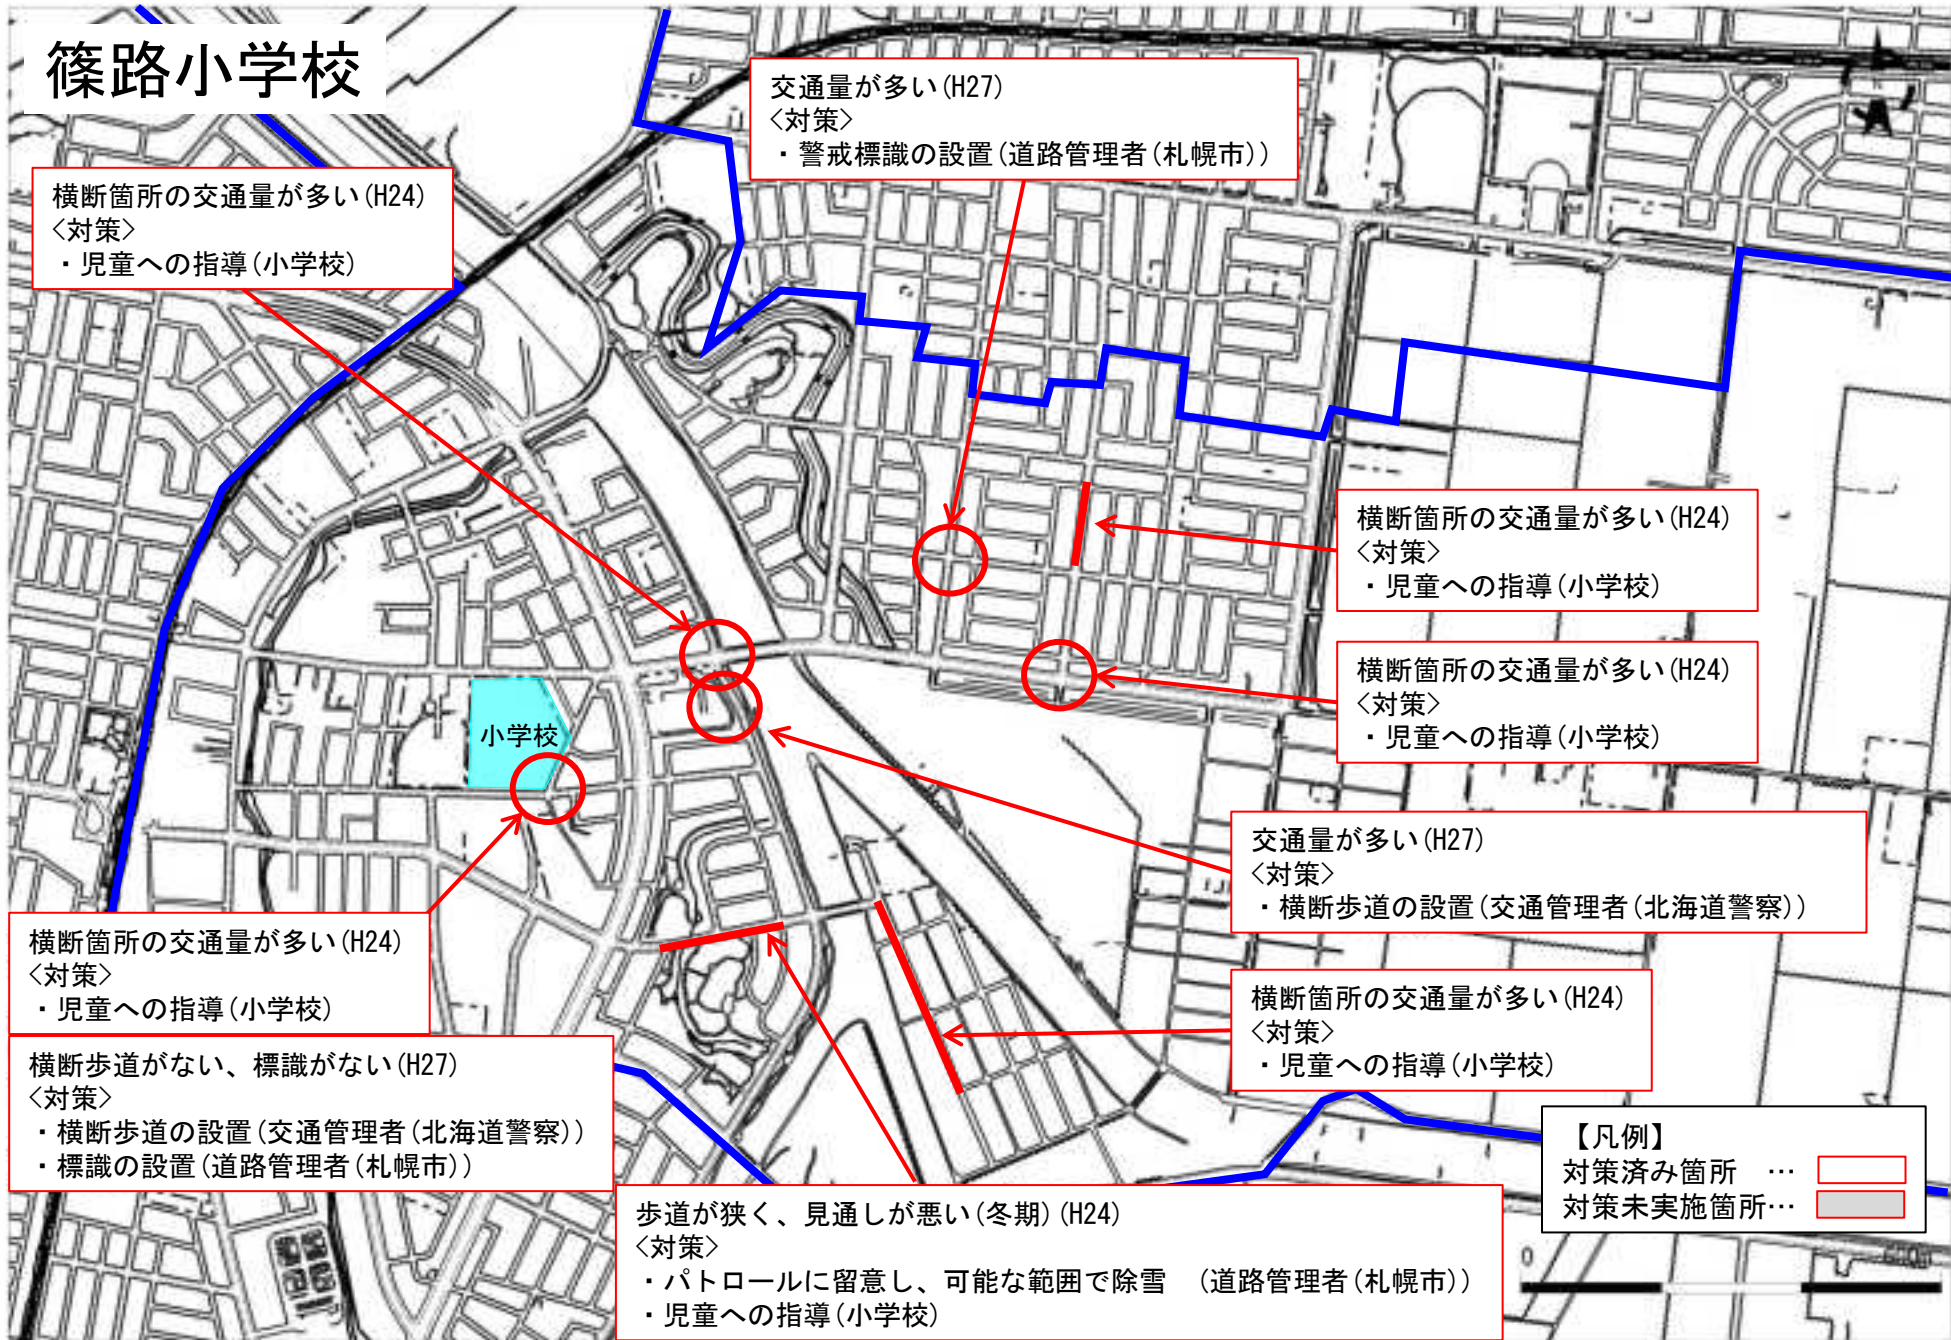 篠路小学校
交通量が多い(H27)
<対策>
・警戒標識の設置(道路管理者(札幌市))
横断箇所の交通量が多い(H24)
<対策>
・児童への指導(小学校)
横断箇所の交通量が多い(H24)
<対策>
・児童への指導(小学校)
横断箇所の交通量が多い(H24)
<対策>
・児童への指導(小学校)
小学校
交通量が多い(H27)
<対策>
・横断歩道の設置(交通管理者(北海道警察))
横断箇所の交通量が多い(H24)
<対策>
・児童への指導(小学校)
横断箇所の交通量が多い(H24)
<対策>
・児童への指導(小学校)
横断歩道がない、標識がない(H27)
<対策>
・横断歩道の設置(交通管理者(北海道警察))
・標識の設置(道路管理者(札幌市))
歩道が狭く、見通しが悪い(冬期)(H24)
<対策>
・パトロールに留意し、可能な範囲で除雪　(道路管理者(札幌市))
・児童への指導(小学校)
【凡例】
対策済み箇所　…
対策未実施箇所…
0